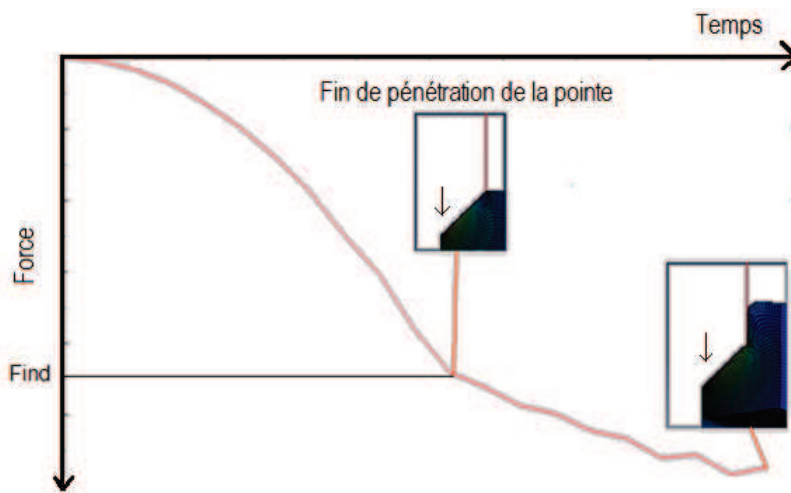 Temps
Fin de pénétration de la pointe
Force
Find